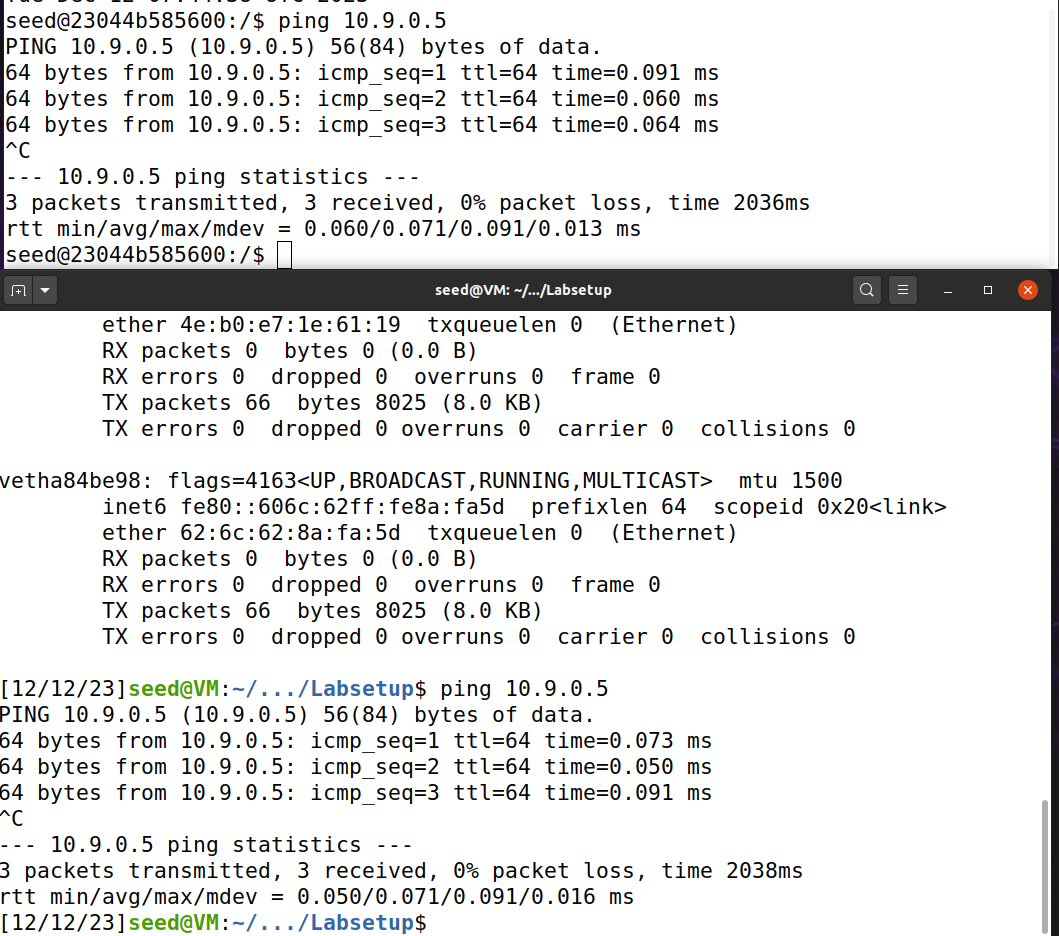 seed@23044b585600:/$ ping 10.9.0.5
PING 10.9.0.5 (10.9.0.5) 56(84) bytes of data.
64 bytes from 10.9.0.5: icmp_seq=1 ttl=64 time=0.091 ms
64 bytes from 10.9.0.5: icmp_seq=2 ttl=64 time=0.060 ms
64 bytes from 10.9.0.5: icmp_seq=3 ttl=64 time=0.064 ms
^C
--- 10.9.0.5 ping statistics ---
3 packets transmitted, 3 received, 0% packet loss, time 2036ms
rtt min/avg/max/mdev = 0.060/0.071/0.091/0.013 ms
seed@23044b585600:/$
seed@VM: ~/.../Labsetup
ether 4e:b0:e7:1e:61:19  txqueuelen 0  (Ethernet)
RX packets 0  bytes 0 (0.0 B)
RX errors 0  dropped 0  overruns 0  frame 0
TX packets 66  bytes 8025 (8.0 KB)
TX errors 0  dropped 0 overruns 0  carrier 0  collisions 0
vetha84be98: flags=4163<UP,BROADCAST,RUNNING,MULTICAST>  mtu 1500
inet6 fe80::606c:62ff:fe8a:fa5d  prefixlen 64  scopeid 0x20<link>
ether 62:6c:62:8a:fa:5d  txqueuelen 0  (Ethernet)
RX packets 0  bytes 0 (0.0 B)
RX errors 0  dropped 0  overruns 0  frame 0
TX packets 66  bytes 8025 (8.0 KB)
TX errors 0  dropped 0 overruns 0  carrier 0  collisions 0
[12/12/23]seed@VM:~/.../Labsetup$ ping 10.9.0.5
PING 10.9.0.5 (10.9.0.5) 56(84) bytes of data.
64 bytes from 10.9.0.5: icmp_seq=1 ttl=64 time=0.073 ms
64 bytes from 10.9.0.5: icmp_seq=2 ttl=64 time=0.050 ms
64 bytes from 10.9.0.5: icmp_seq=3 ttl=64 time=0.091 ms
^C
--- 10.9.0.5 ping statistics ---
3 packets transmitted, 3 received, 0% packet loss, time 2038ms
rtt min/avg/max/mdev = 0.050/0.071/0.091/0.016 ms
[12/12/23]seed@VM:~/.../Labsetup$